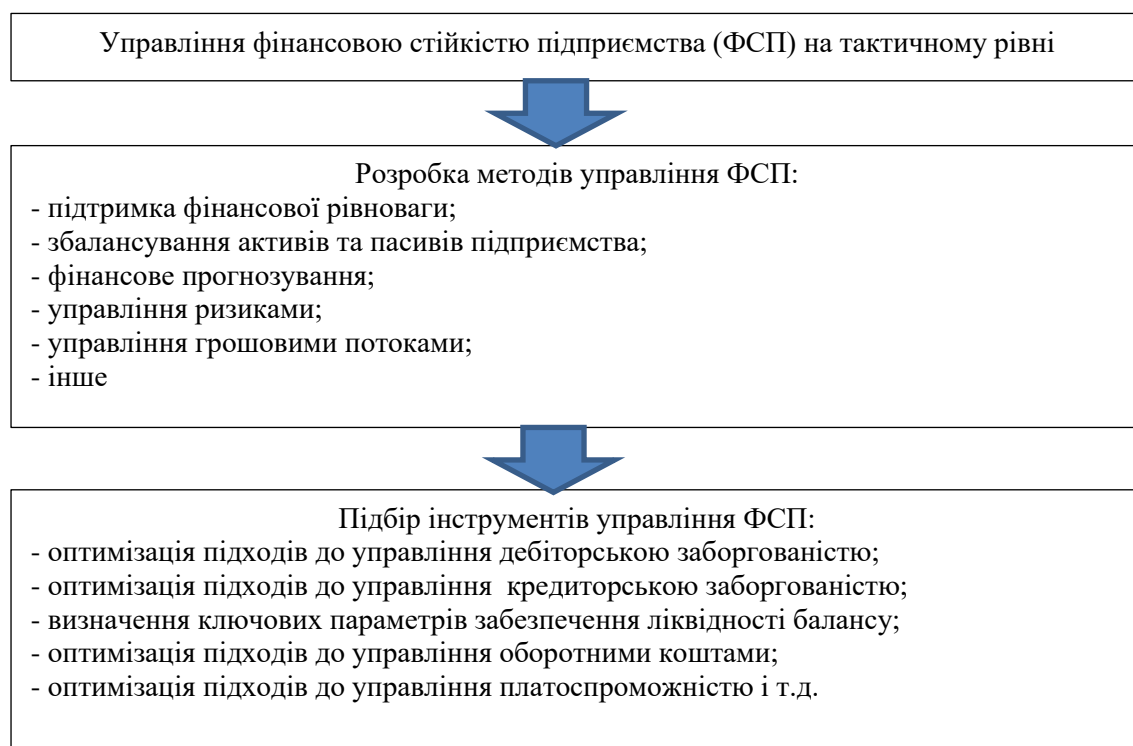 Управління фінансовою стійкістю підприємства (ФСП) на тактичному рівні
Розробка методів управління ФСП:
- підтримка фінансової рівноваги;
- збалансування активів та пасивів підприємства;
- фінансове прогнозування;
- управління ризиками;
- управління грошовими потоками;
- інше
Підбір інструментів управління ФСП:
- оптимізація підходів до управління дебіторською заборгованістю;
- оптимізація підходів до управління  кредиторською заборгованістю;
- визначення ключових параметрів забезпечення ліквідності балансу;
- оптимізація підходів до управління оборотними коштами;
- оптимізація підходів до управління платоспроможністю і т.д.